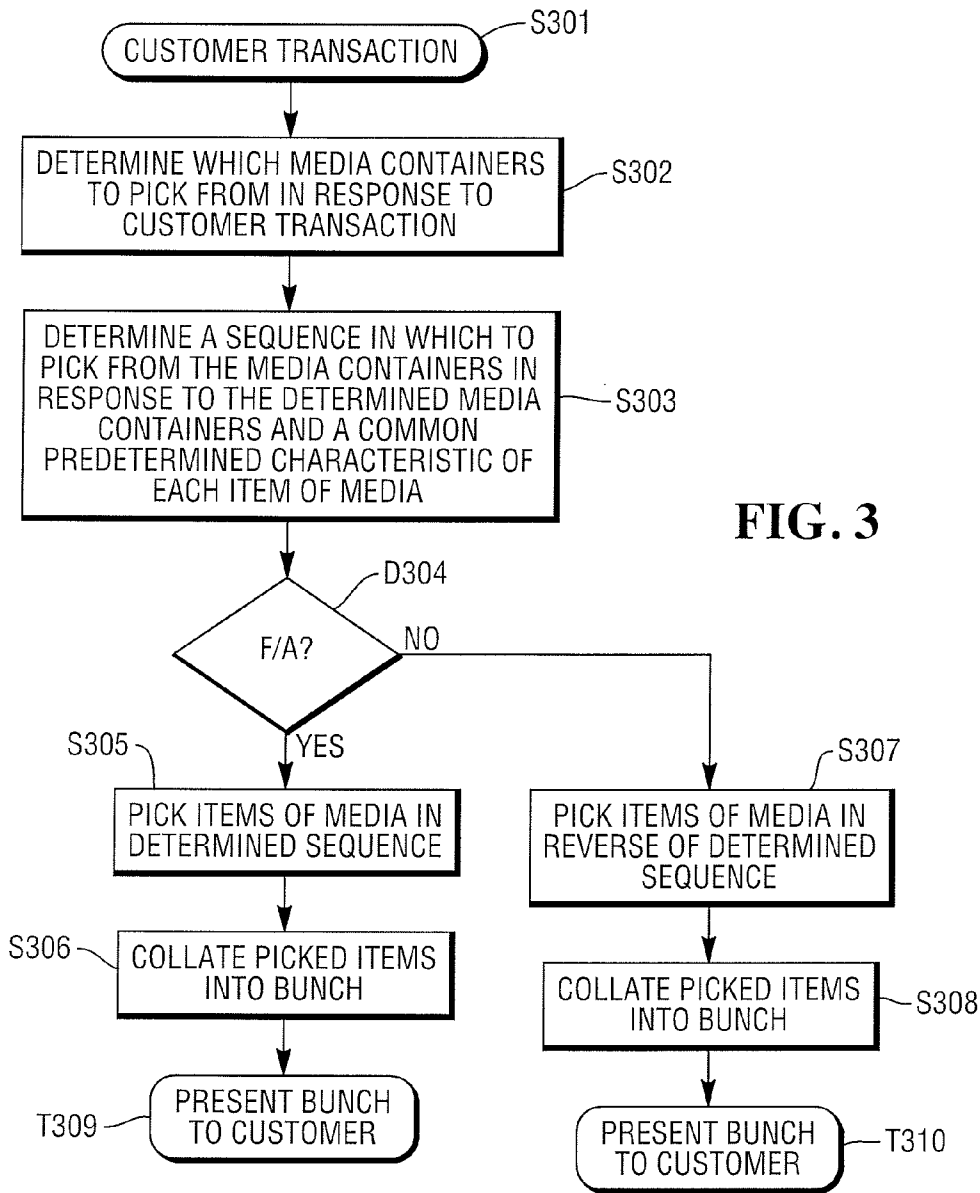 CUSTOMER TRANSACTION
S301
DETERMINE WHICH MEDIA CONTAINERS
TO PICK FROM IN RESPONSE TO
CUSTOMER TRANSACTION
S302
DETERMINE A SEQUENCE IN WHICH TO
PICK FROM THE MEDIA CONTAINERS IN
RESPONSE TO THE DETERMINED MEDIA
CONTAINERS AND A COMMON
PREDETERMINED CHARACTERISTIC OF
EACH ITEM OF MEDIA
S303
FIG. 3
D304
F/A?
NO
YES
S305
PICK ITEMS OF MEDIA IN
DETERMINED SEQUENCE
S307
PICK ITEMS OF MEDIA IN
REVERSE OF DETERMINED
SEQUENCE
S306
COLLATE PICKED ITEMS
INTO BUNCH
COLLATE PICKED ITEMS
INTO BUNCH
S308
T309
PRESENT BUNCH
TO CUSTOMER
PRESENT BUNCH
TO CUSTOMER
T310